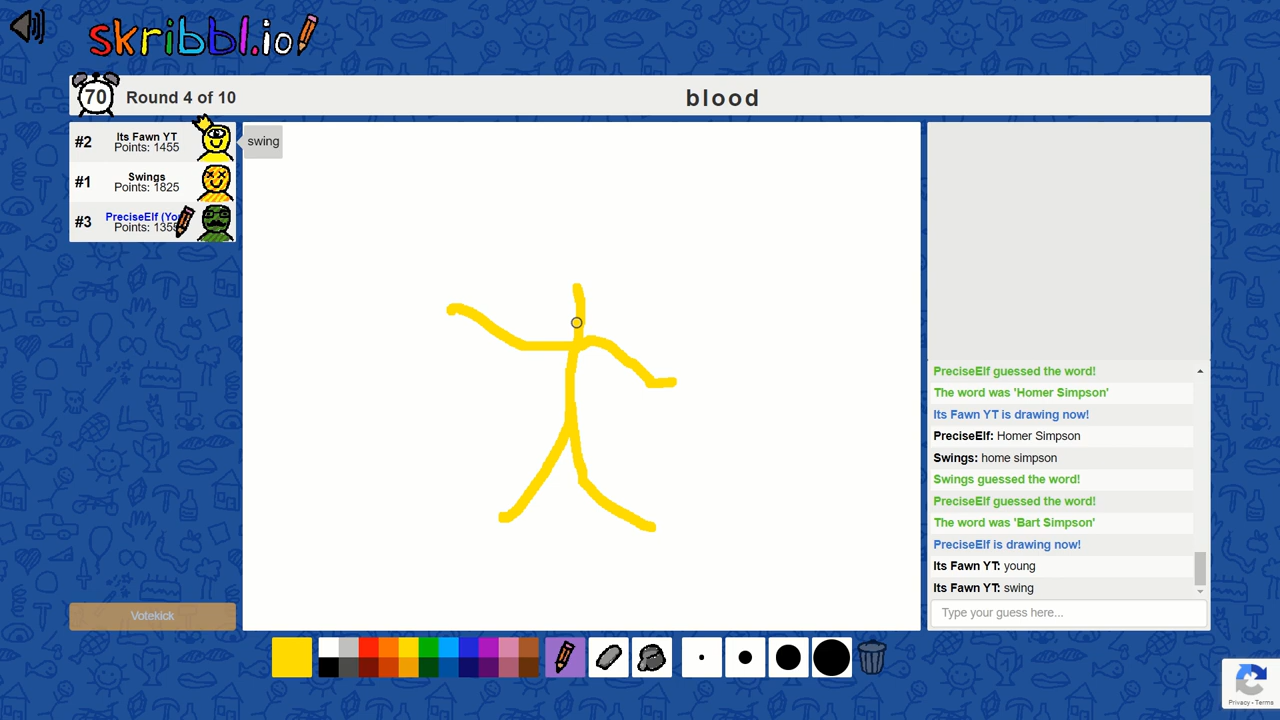 skribbl.io
70
Round 4 of 10
blood
#2
Its Fawn YT
Points: 1455
swing
#1
Swings
Points: 1825
#3
PreciseElf (Yo
Points: 1355
PreciseElf guessed the word!
The word was 'Homer Simpson'
Its Fawn YT is drawing now!
PreciseElf: Homer Simpson
Swings: home simpson
Swings guessed the word!
PreciseElf guessed the word!
The word was 'Bart Simpson'
PreciseElf is drawing now!
Its Fawn YT: young
Its Fawn YT: swing
Type your guess here...
Votekick
Privacy - Terms